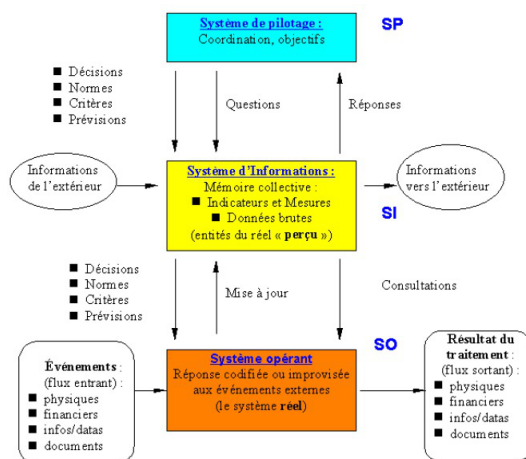 Système de pilotage :
SP
Coordination, objectifs
■ Décisions
■ Normes
■ Critères
■ Prévisions
Questions
Réponses
Informations
de l'extérieur
Système d'Informations :
Mémoire collective :
■ Indicateurs et Mesures
■ Données brutes
(entités du réel « perçu »)
Informations
vers l'extérieur
SI
■ Décisions
■ Normes
■ Critères
■ Prévisions
Mise à jour
Consultations
Événements :
(flux entrant) :
■ physiques
■ financiers
■ infos/datas
■ documents
Système opérant
SO
Réponse codifiée ou improvisée
aux événements externes
(le système réel)
Résultat du
traitement :
(flux sortant) :
■ physiques
■ financiers
■ infos/datas
■ documents